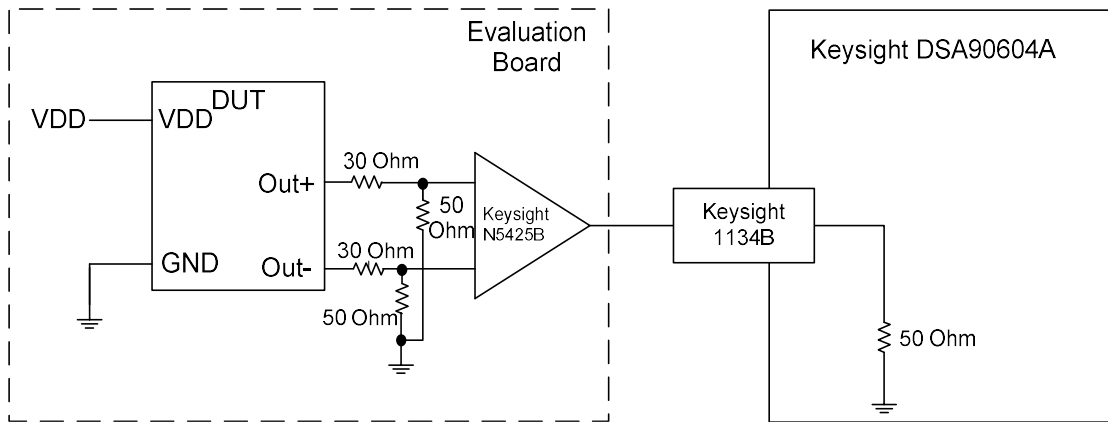 Evaluation
Board
Keysight DSA90604A
DUT
VDD
VDD
30 Ohm
Out+
50
Ohm
Keysight
N5425B
Keysight
1134B
30 Ohm
GND
Out-
50 Ohm
50 Ohm